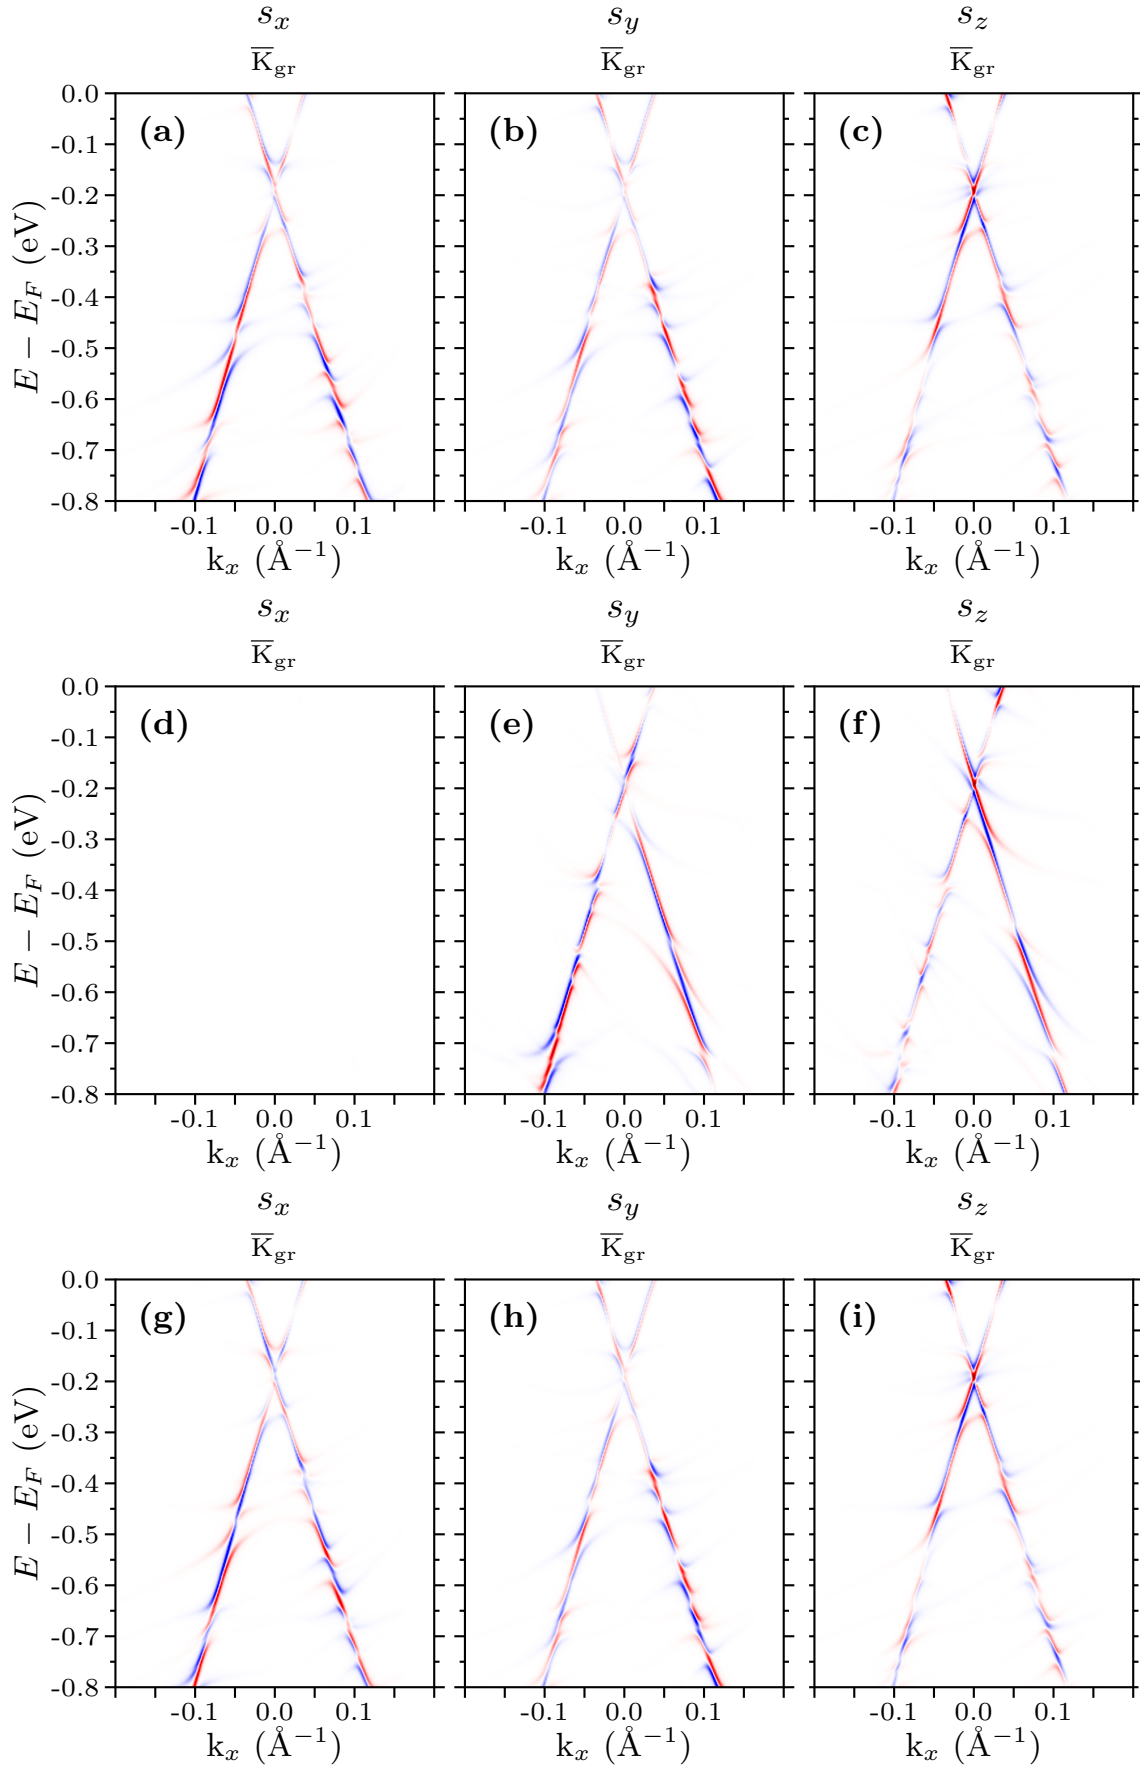 s_x s_y s_z
K̅_gr K̅_gr K̅_gr
(a) (b) (c)
0.0
-0.1
-0.2
-0.3
-0.4
-0.5
-0.6
-0.7
-0.8
E − E_F (eV)
-0.1 0.0 0.1 -0.1 0.0 0.1 -0.1 0.0 0.1
k_x (Å⁻¹) k_x (Å⁻¹) k_x (Å⁻¹)
s_x s_y s_z
K̅_gr K̅_gr K̅_gr
(d) (e) (f)
0.0
-0.1
-0.2
-0.3
-0.4
-0.5
-0.6
-0.7
-0.8
E − E_F (eV)
-0.1 0.0 0.1 -0.1 0.0 0.1 -0.1 0.0 0.1
k_x (Å⁻¹) k_x (Å⁻¹) k_x (Å⁻¹)
s_x s_y s_z
K̅_gr K̅_gr K̅_gr
(g) (h) (i)
0.0
-0.1
-0.2
-0.3
-0.4
-0.5
-0.6
-0.7
-0.8
E − E_F (eV)
-0.1 0.0 0.1 -0.1 0.0 0.1 -0.1 0.0 0.1
k_x (Å⁻¹) k_x (Å⁻¹) k_x (Å⁻¹)